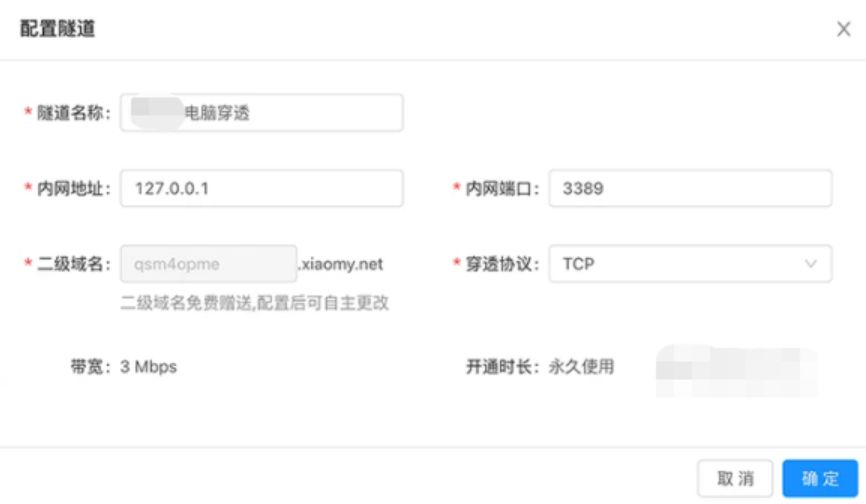 配置隧道
* 隧道名称: 电脑穿透
* 内网地址: 127.0.0.1 * 内网端口: 3389
* 二级域名: qsm4opme .xiaomy.net * 穿透协议: TCP
二级域名免费赠送,配置后可自主更改
带宽: 3 Mbps 开通时长: 永久使用
取 消 确 定